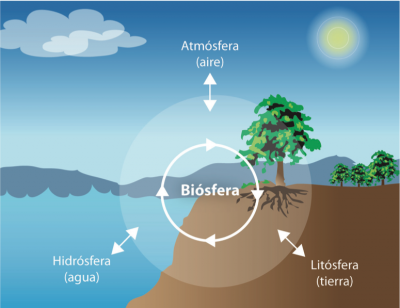 Atmósfera
(aire)
Biósfera
Hidrósfera
(agua)
Litósfera
(tierra)